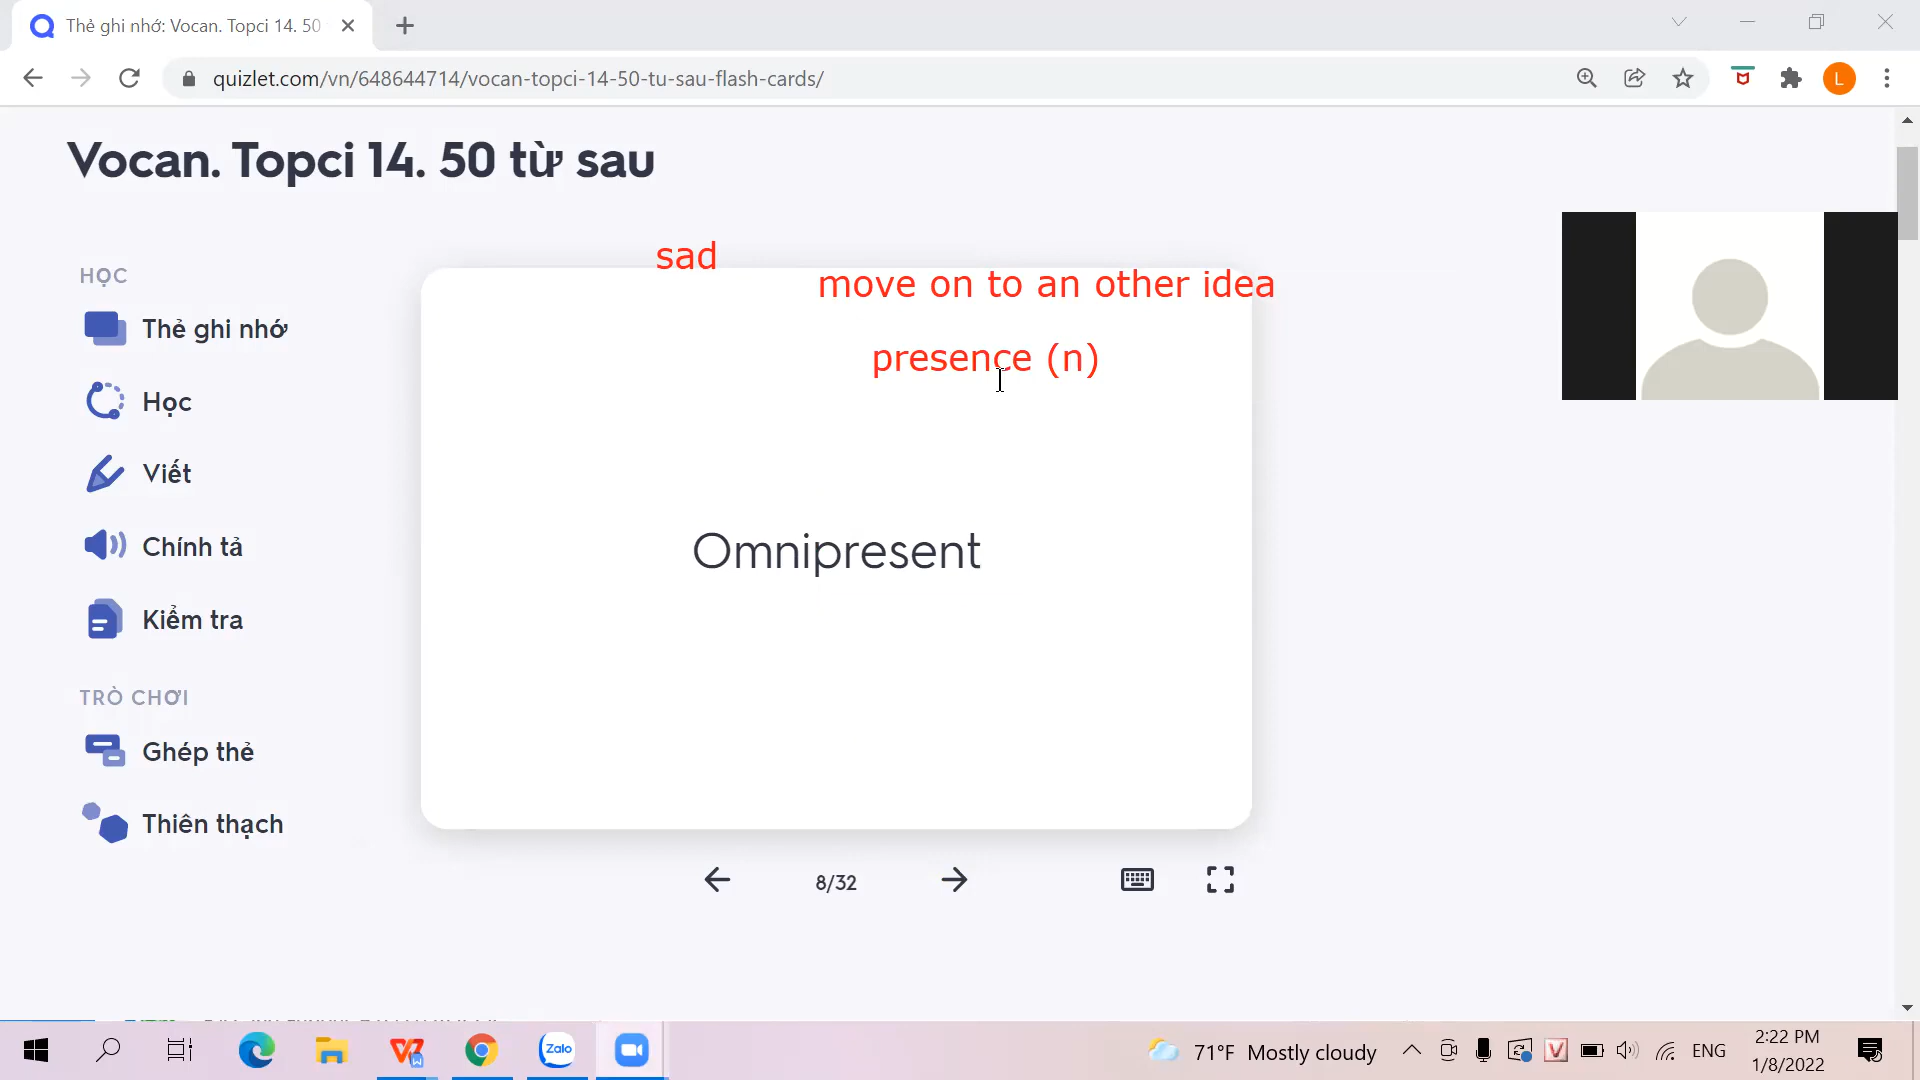 Thẻ ghi nhớ: Vocan. Topci 14. 50
quizlet.com/vn/648644714/vocan-topci-14-50-tu-sau-flash-cards/
L
Vocan. Topci 14. 50 từ sau
sad
move on to an other idea
presence (n)
HỌC
Thẻ ghi nhớ
Học
Viết
Chính tả
Kiểm tra
TRÒ CHƠI
Ghép thẻ
Thiên thạch
Omnipresent
8/32
Zalo
71°F Mostly cloudy
ENG
2:22 PM
1/8/2022